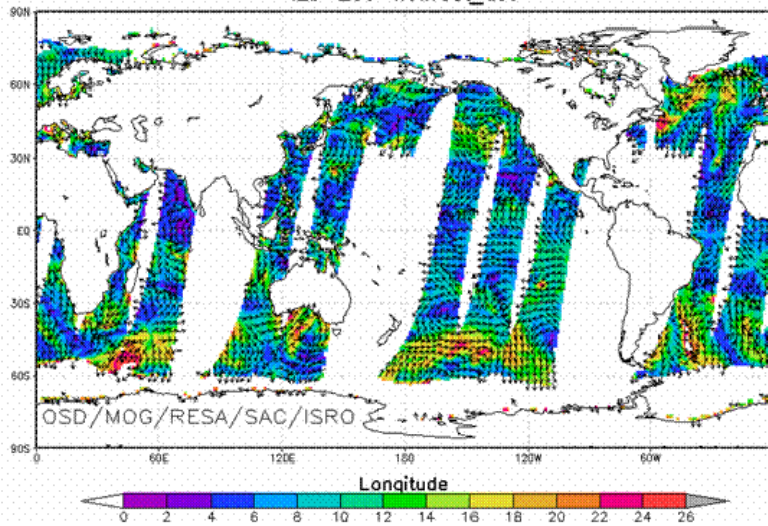 90N
60N
30N
EQ
30S
60S
OSD/MOG/RESA/SAC/ISRO
90S
0 60E 120E 180 120W 60W
Longitude
0 2 4 6 8 10 12 14 16 18 20 22 24 26